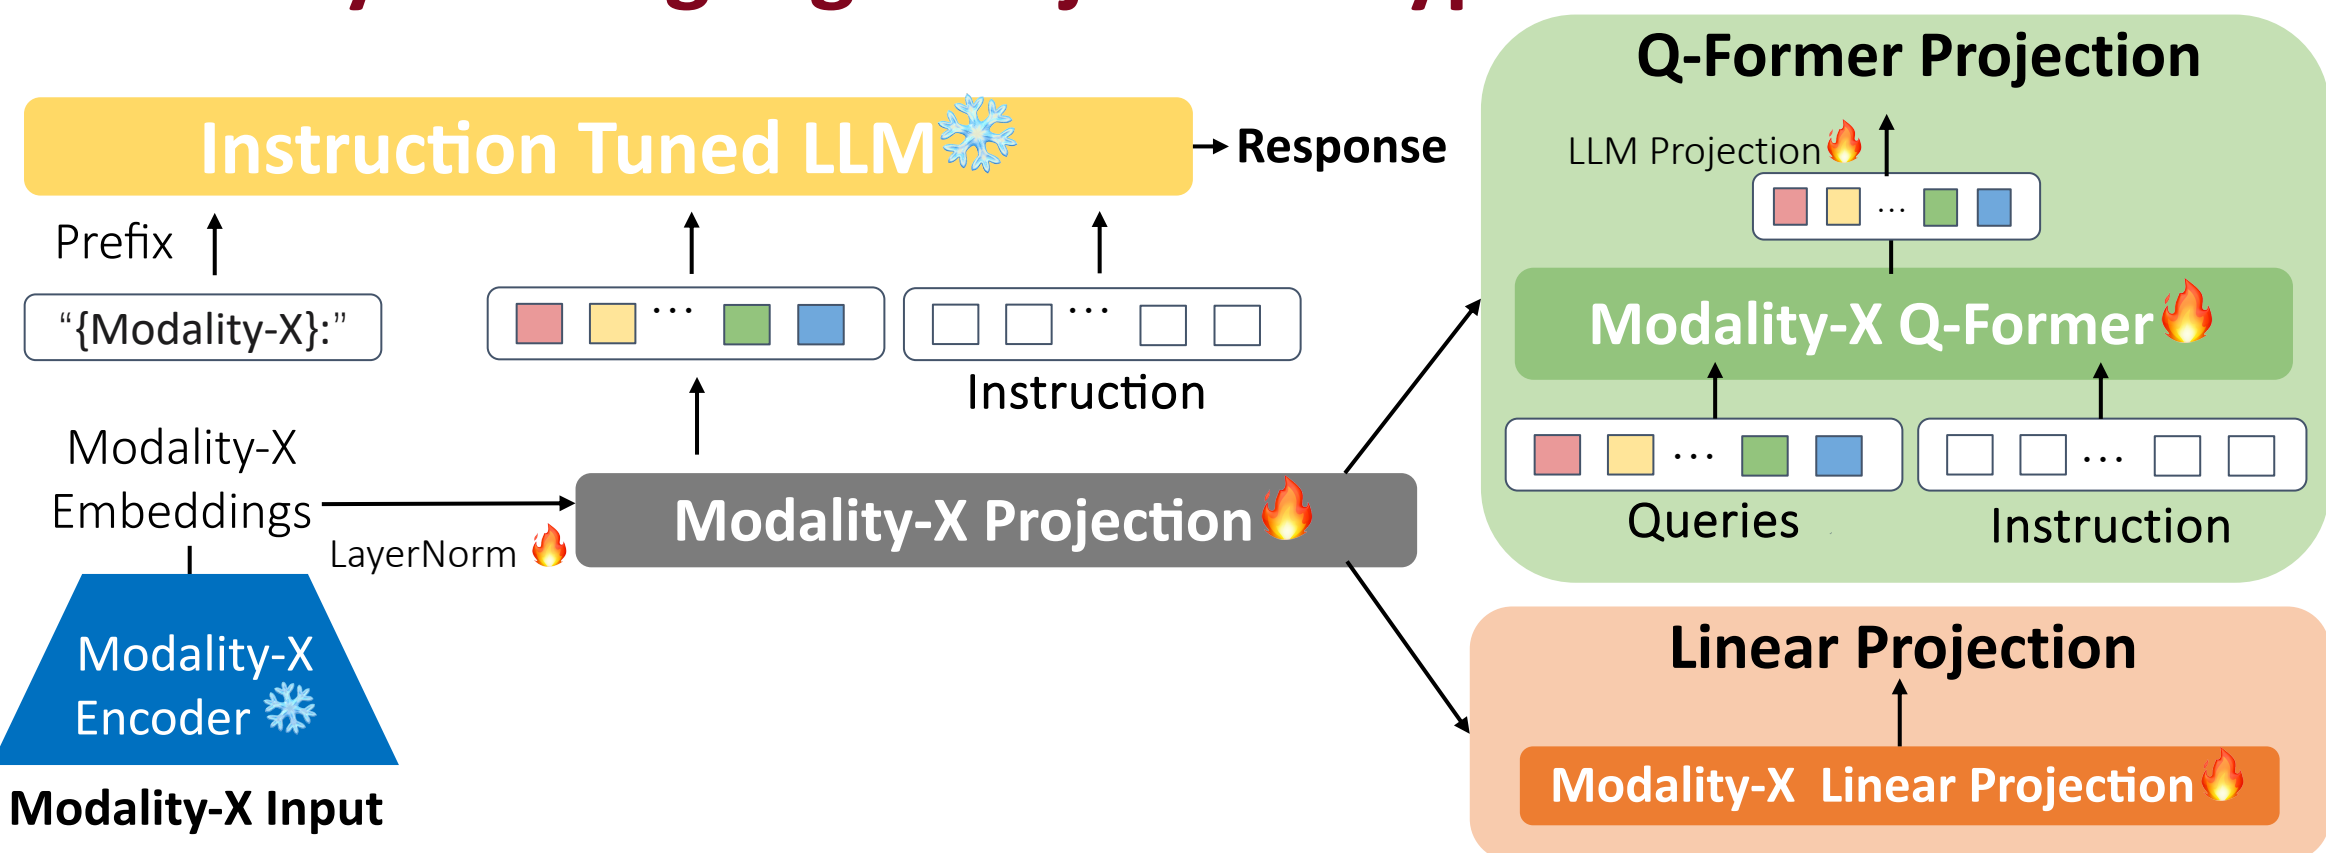 Q-Former Projection
Instruction Tuned LLM
Response
LLM Projection
...
Prefix
"{Modality-X}:"
...
...
Modality-X Q-Former
Instruction
Modality-X
Embeddings
LayerNorm
Modality-X Projection
...
...
Queries
Instruction
Modality-X
Encoder
Modality-X Input
Linear Projection
Modality-X Linear Projection